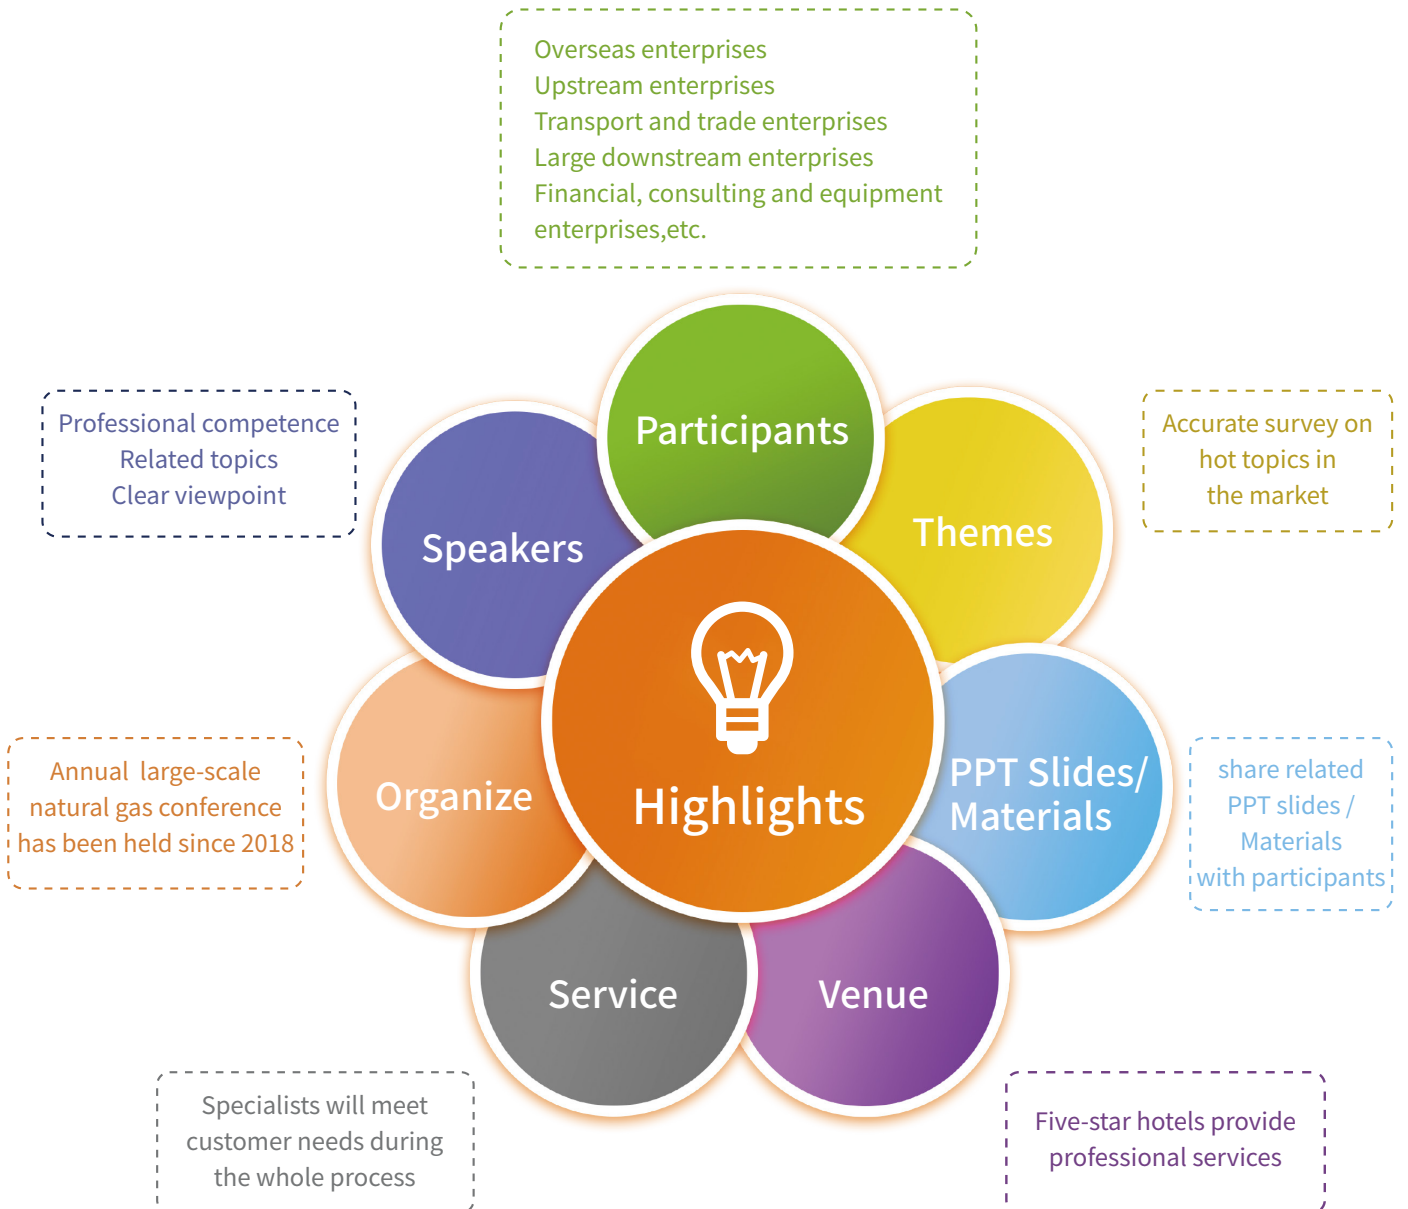 Overseas enterprises
Upstream enterprises
Transport and trade enterprises
Large downstream enterprises
Financial, consulting and equipment
enterprises,etc.
Participants
Professional competence
Related topics
Clear viewpoint
Speakers
Accurate survey on
hot topics in
the market
Themes
Highlights
Annual large-scale
natural gas conference
has been held since 2018
Organize
PPT Slides/
Materials
share related
PPT slides /
Materials
with participants
Service
Venue
Specialists will meet
customer needs during
the whole process
Five-star hotels provide
professional services